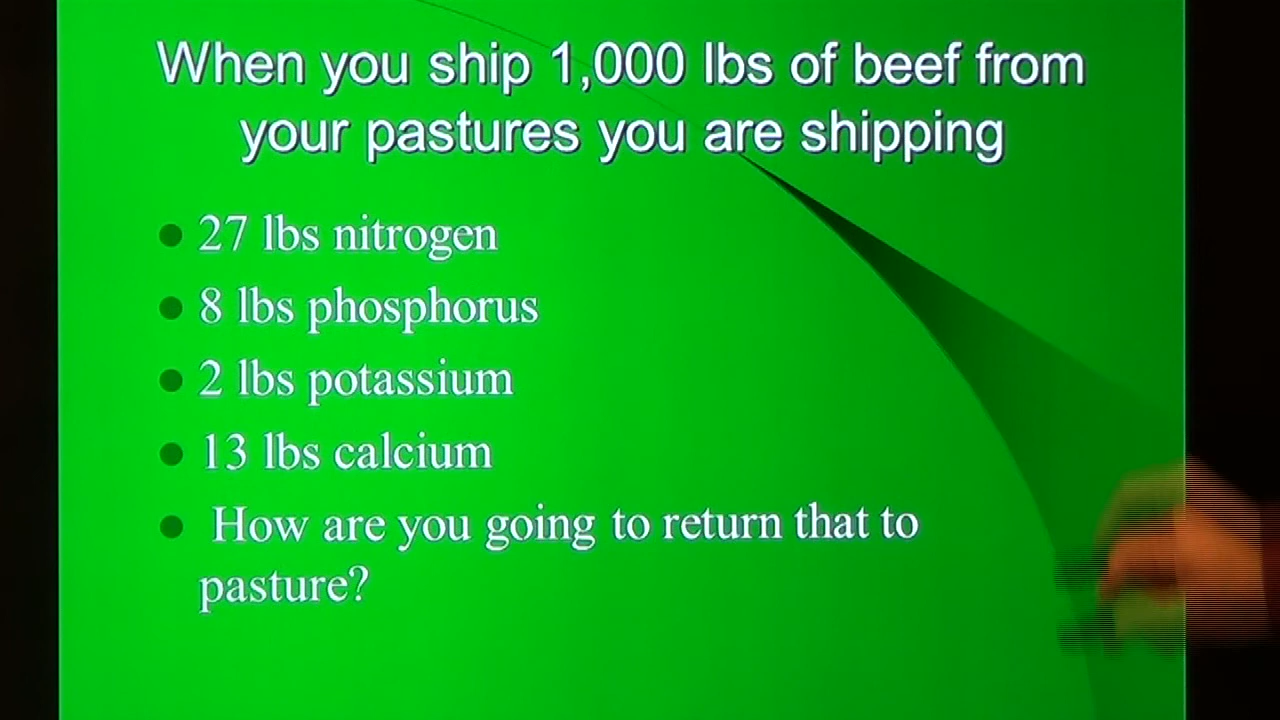 When you ship 1,000 lbs of beef from
your pastures you are shipping
27 lbs nitrogen
8 lbs phosphorus
2 lbs potassium
13 lbs calcium
How are you going to return that to
pasture?